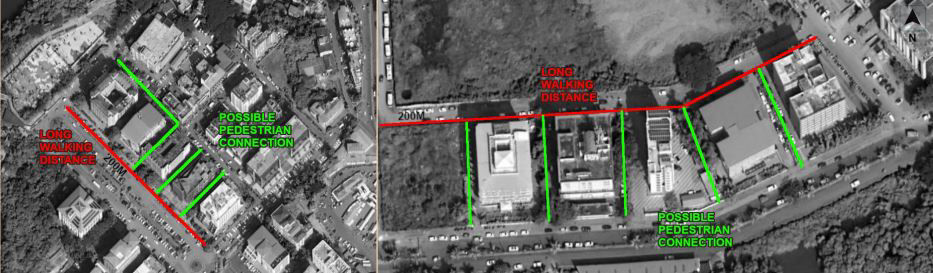 LONG
WALKING
DISTANCE
200M
POSSIBLE
PEDESTRIAN
CONNECTION
LONG
WALKING
DISTANCE
200M
POSSIBLE
PEDESTRIAN
CONNECTION
N